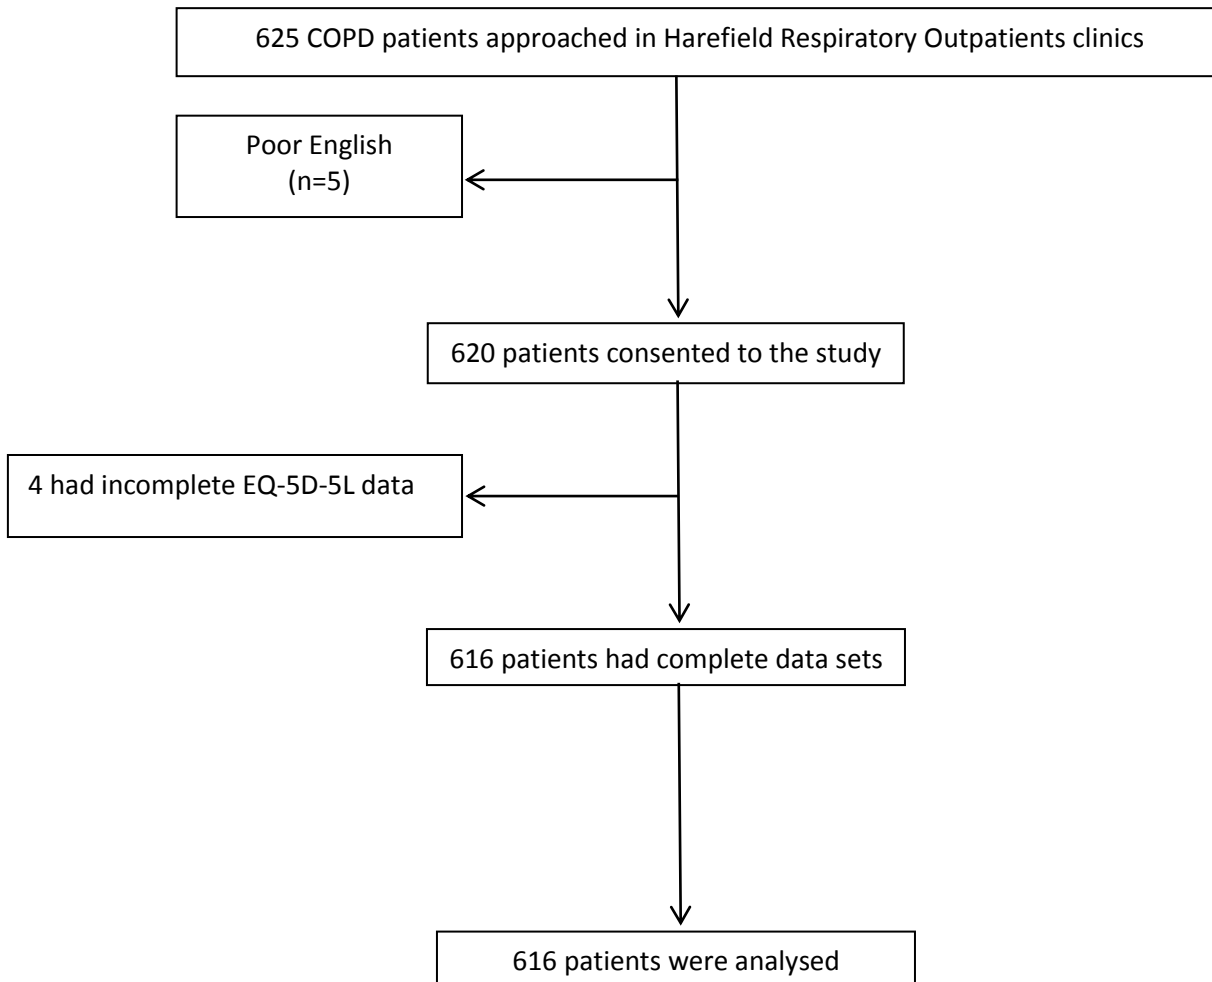 625 COPD patients approached in Harefield Respiratory Outpatients clinics
Poor English
(n=5)
620 patients consented to the study
4 had incomplete EQ-5D-5L data
616 patients had complete data sets
616 patients were analysed